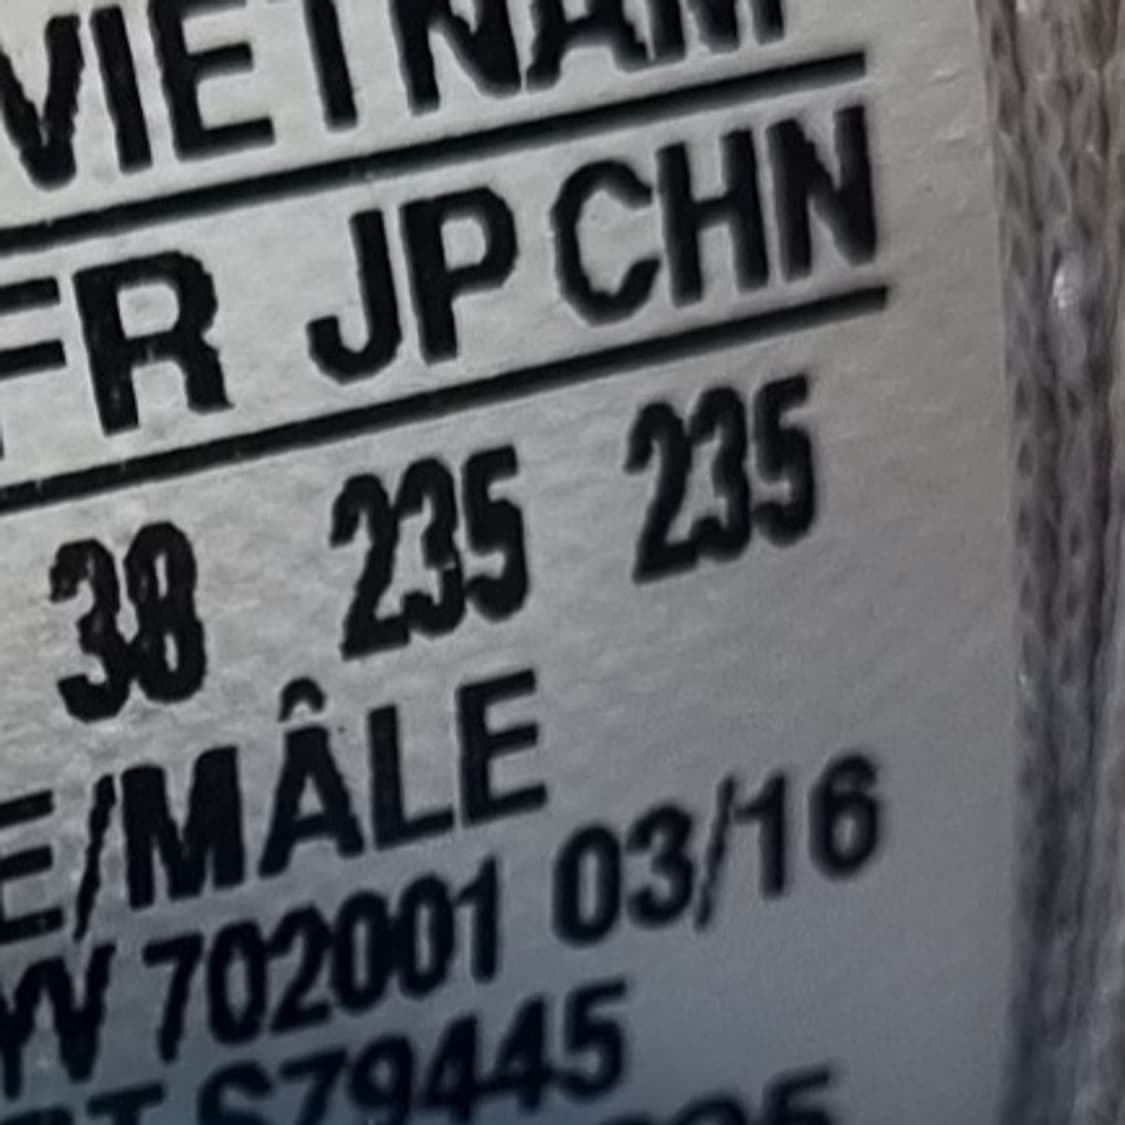 VIETNAM
FR JP CHN
38 235 235
E/MÂLE
702001 03/16
S79445